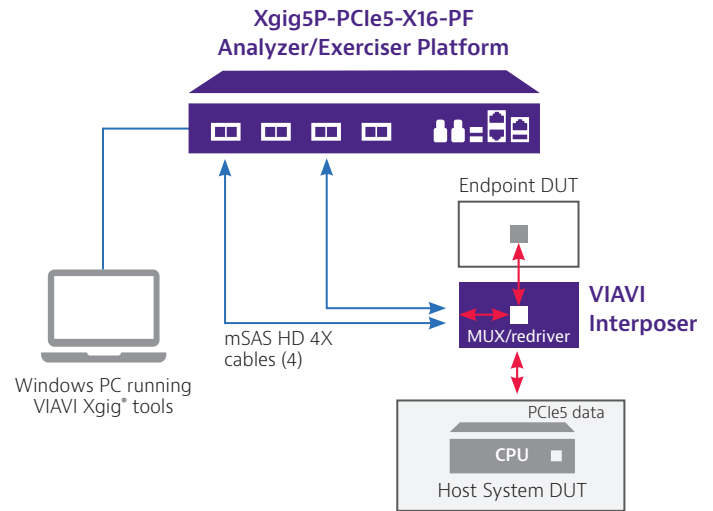 Xgig5P-PCIe5-X16-PF
Analyzer/Exerciser Platform
Endpoint DUT
VIAVI
Interposer
MUX/redriver
mSAS HD 4X
cables (4)
Windows PC running
VIAVI Xgig® tools
PCIe5 data
CPU
Host System DUT